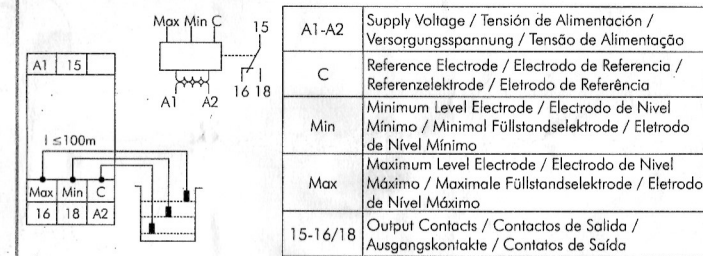 Max Min C
15
A1 A2
16 18
A1 15
l ≤100m
Max Min C
16 18 A2
A1-A2
Supply Voltage / Tensión de Alimentación /
Versorgungsspannung / Tensão de Alimentação
C
Reference Electrode / Electrodo de Referencia /
Referenzelektrode / Eletrodo de Referência
Min
Minimum Level Electrode / Electrodo de Nivel
Mínimo / Minimal Füllstandselektrode / Eletrodo
de Nível Mínimo
Max
Maximum Level Electrode / Electrodo de Nivel
Máximo / Maximale Füllstandselektrode / Eletrodo
de Nível Máximo
15-16/18
Output Contacts / Contactos de Salida /
Ausgangskontakte / Contatos de Saída